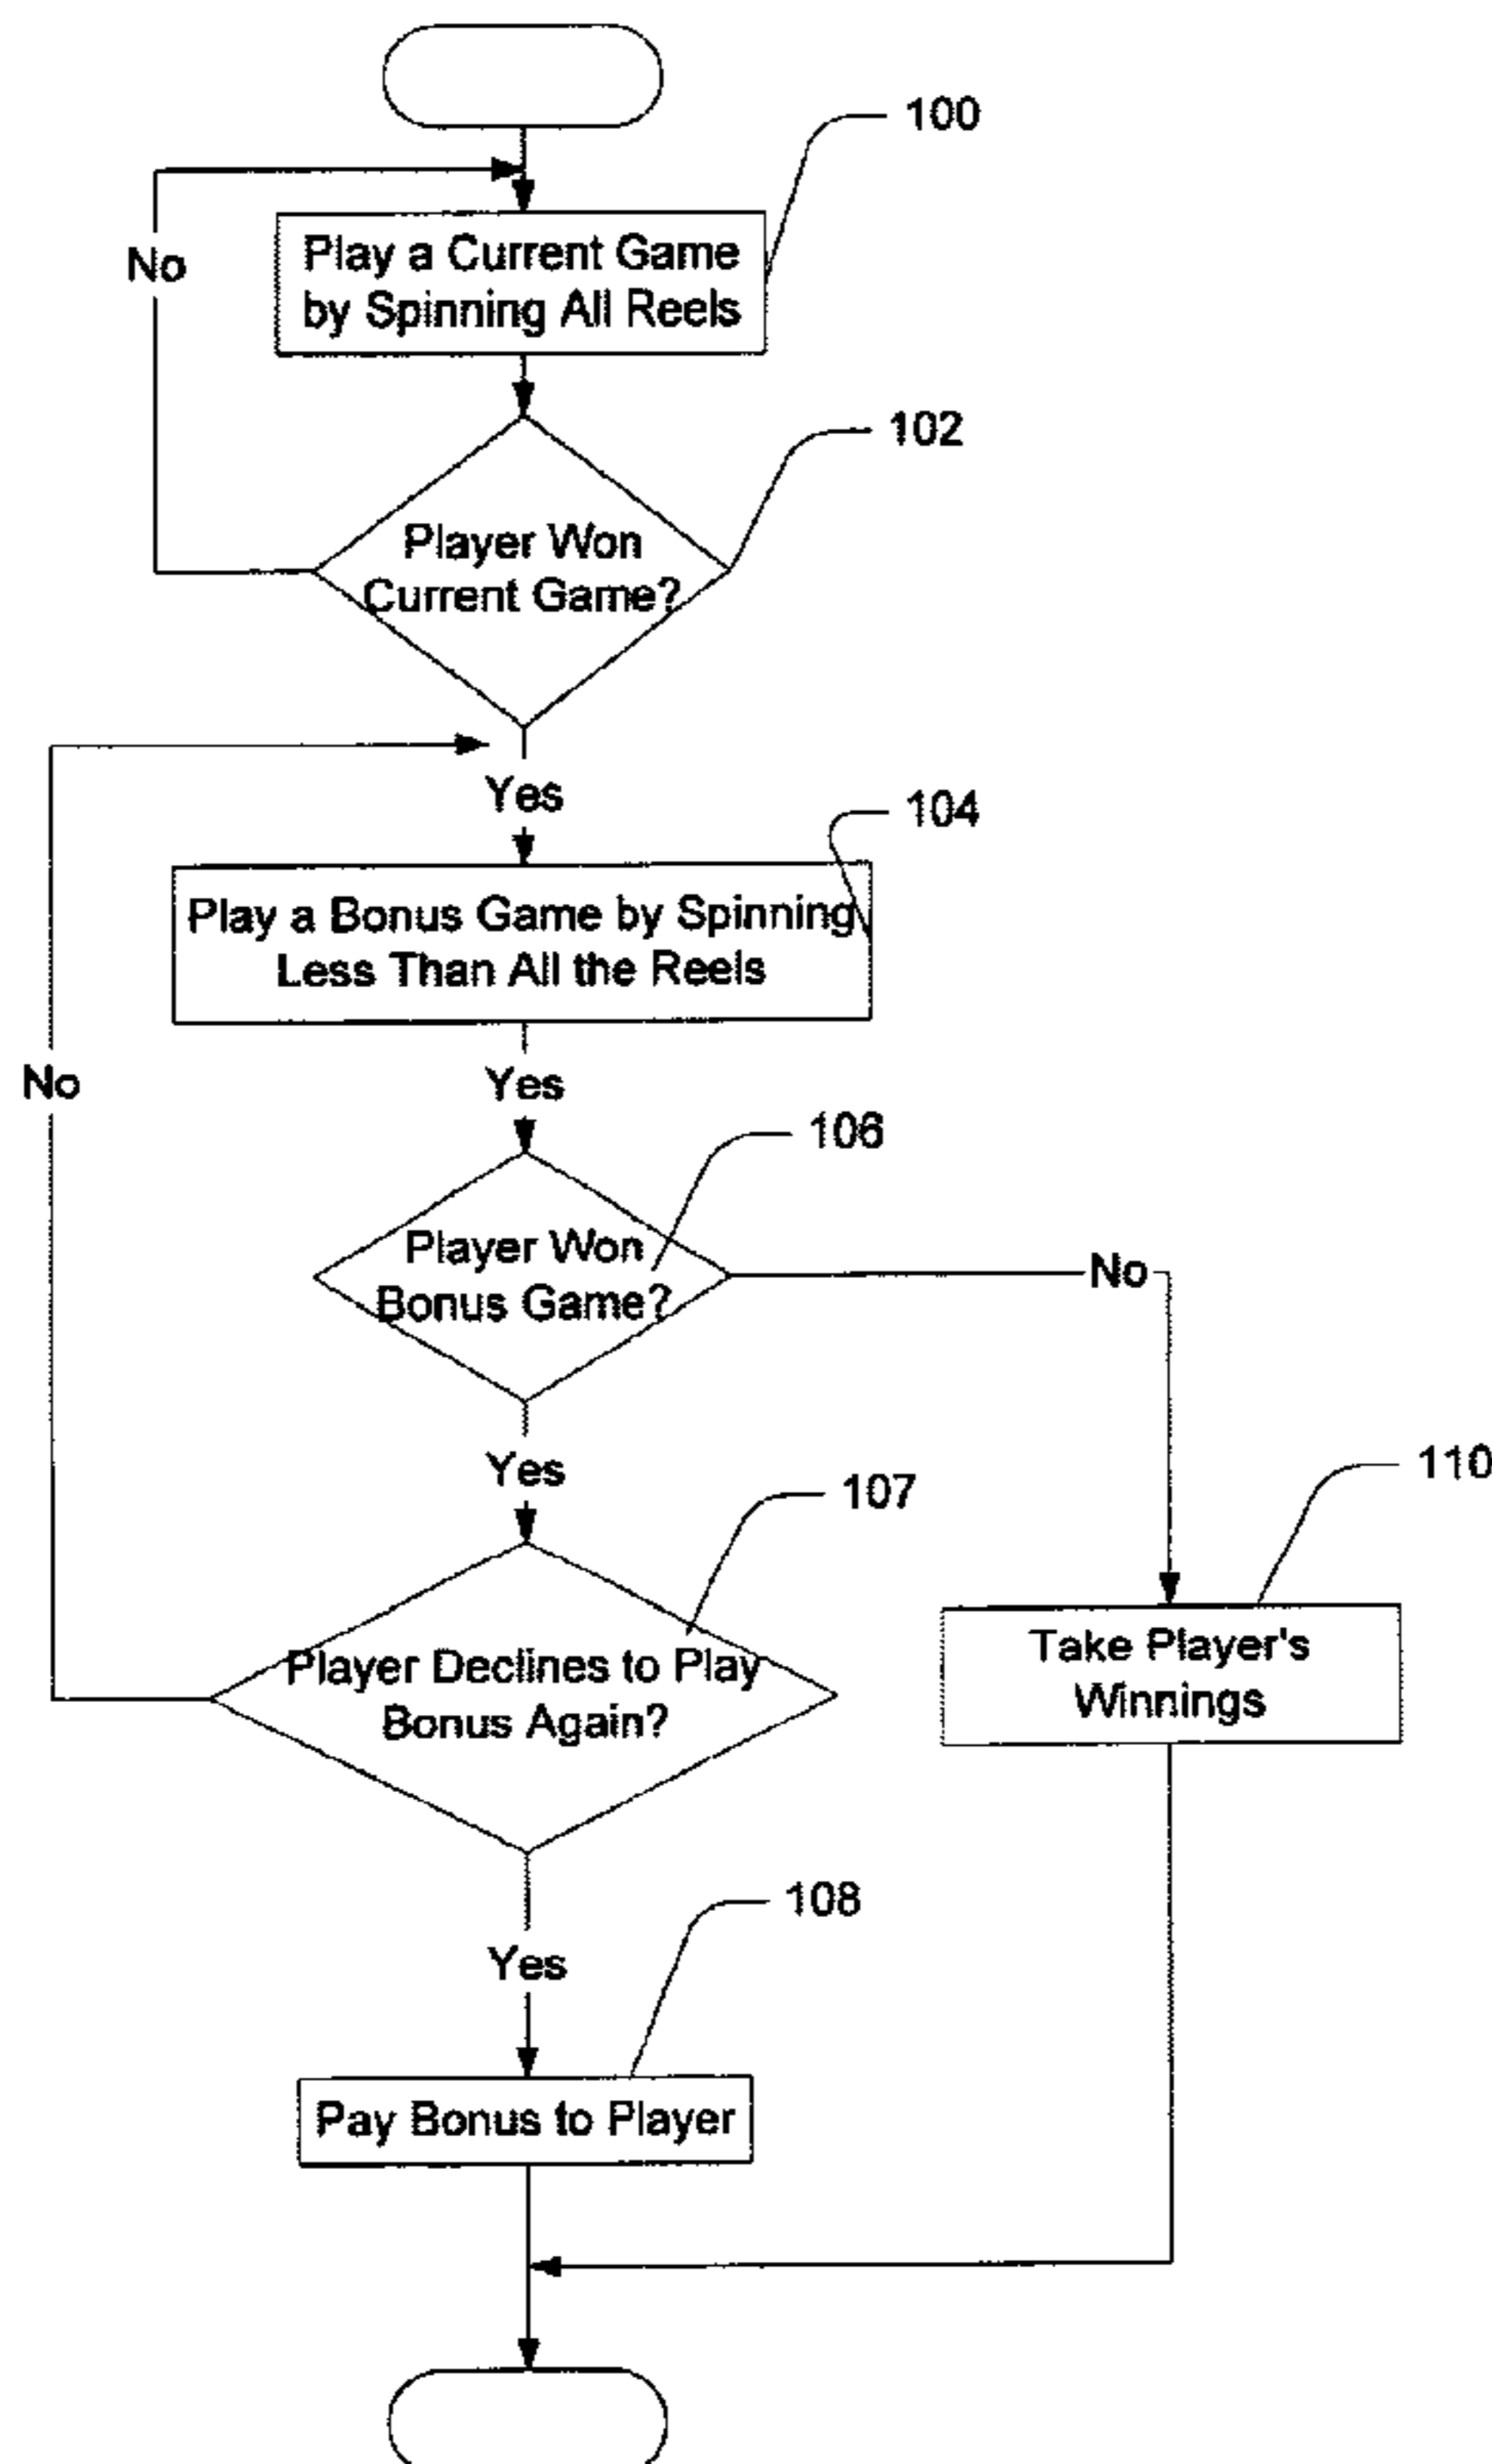 100
No
Play a Current Game
by Spinning All Reels
102
Player Won
Current Game?
Yes
104
Play a Bonus Game by Spinning
Less Than All the Reels
No
Yes
106
Player Won
Bonus Game?
No
Yes
107
110
Player Declines to Play
Bonus Again?
Take Player's
Winnings
108
Yes
Pay Bonus to Player